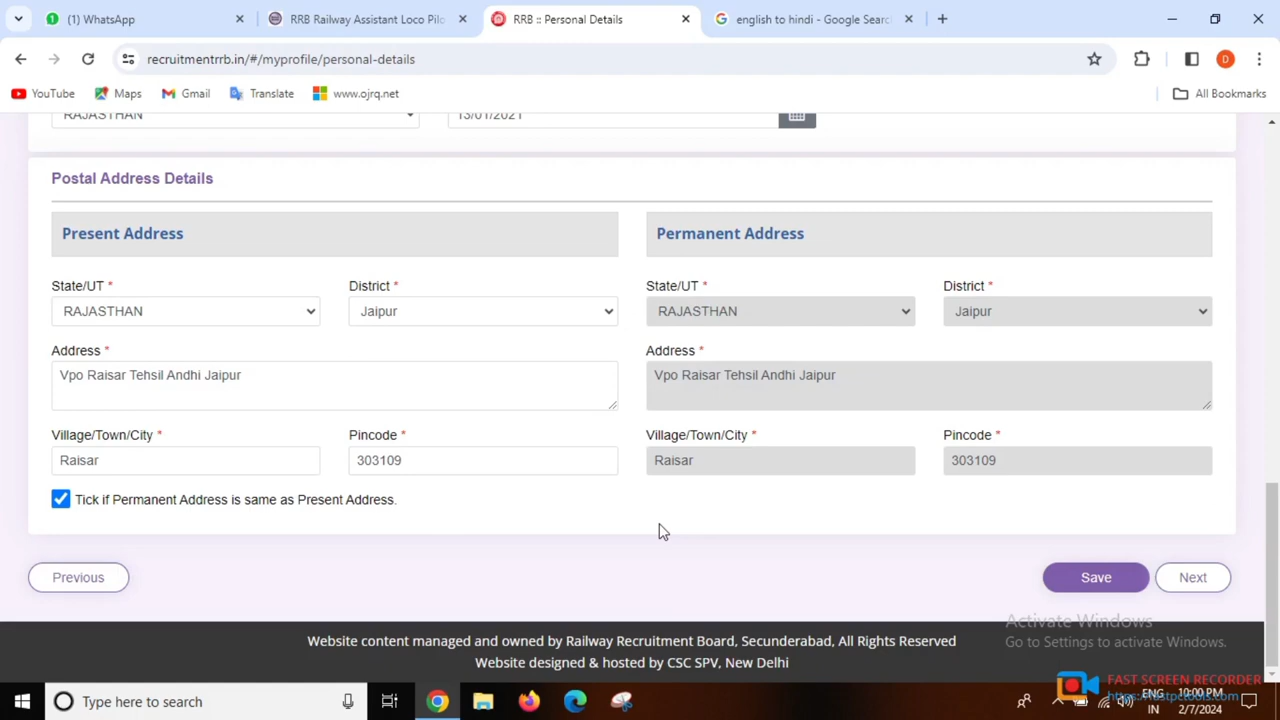 (1) WhatsApp
RRB Railway Assistant Loco Pilo
RRB :: Personal Details
english to hindi - Google Searc
recruitmentrrb.in/#/myprofile/personal-details
D
YouTube
Maps
Gmail
Translate
www.ojrq.net
All Bookmarks
RAJASTHAN
13/01/2021
Postal Address Details
Present Address
Permanent Address
State/UT *
District *
State/UT *
District *
RAJASTHAN
Jaipur
RAJASTHAN
Jaipur
Address *
Address *
Vpo Raisar Tehsil Andhi Jaipur
Vpo Raisar Tehsil Andhi Jaipur
Village/Town/City *
Pincode *
Village/Town/City *
Pincode *
Raisar
303109
Raisar
303109
Tick if Permanent Address is same as Present Address.
Previous
Save
Next
Activate Windows
Go to Settings to activate Windows.
Website content managed and owned by Railway Recruitment Board, Secunderabad, All Rights Reserved
Website designed & hosted by CSC SPV, New Delhi
FAST SCREEN RECORDER
Type here to search
ENG
IN
10:00 PM
2/7/2024